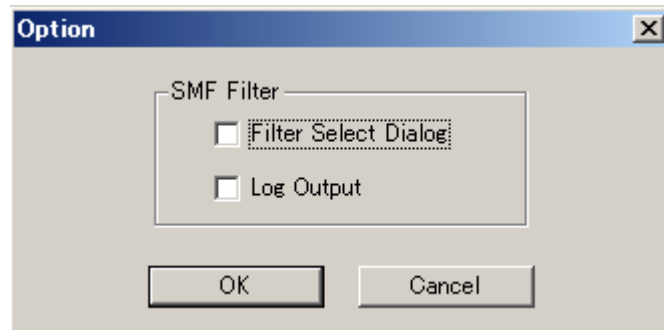 Option
SMF Filter
Filter Select Dialog
Log Output
OK
Cancel